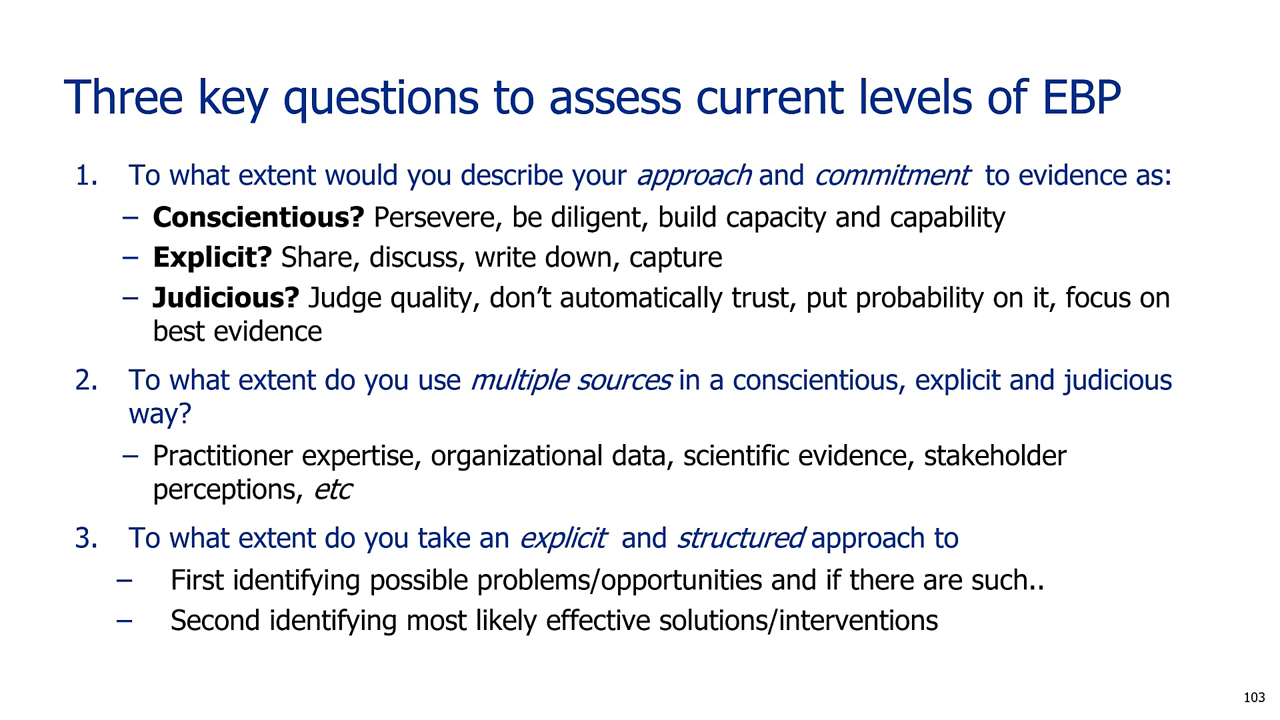 Three key questions to assess current levels of EBP
1. To what extent would you describe your approach and commitment to evidence as:
– Conscientious? Persevere, be diligent, build capacity and capability
– Explicit? Share, discuss, write down, capture
– Judicious? Judge quality, don’t automatically trust, put probability on it, focus on
best evidence
2. To what extent do you use multiple sources in a conscientious, explicit and judicious
way?
– Practitioner expertise, organizational data, scientific evidence, stakeholder
perceptions, etc
3. To what extent do you take an explicit and structured approach to
– First identifying possible problems/opportunities and if there are such..
– Second identifying most likely effective solutions/interventions
103